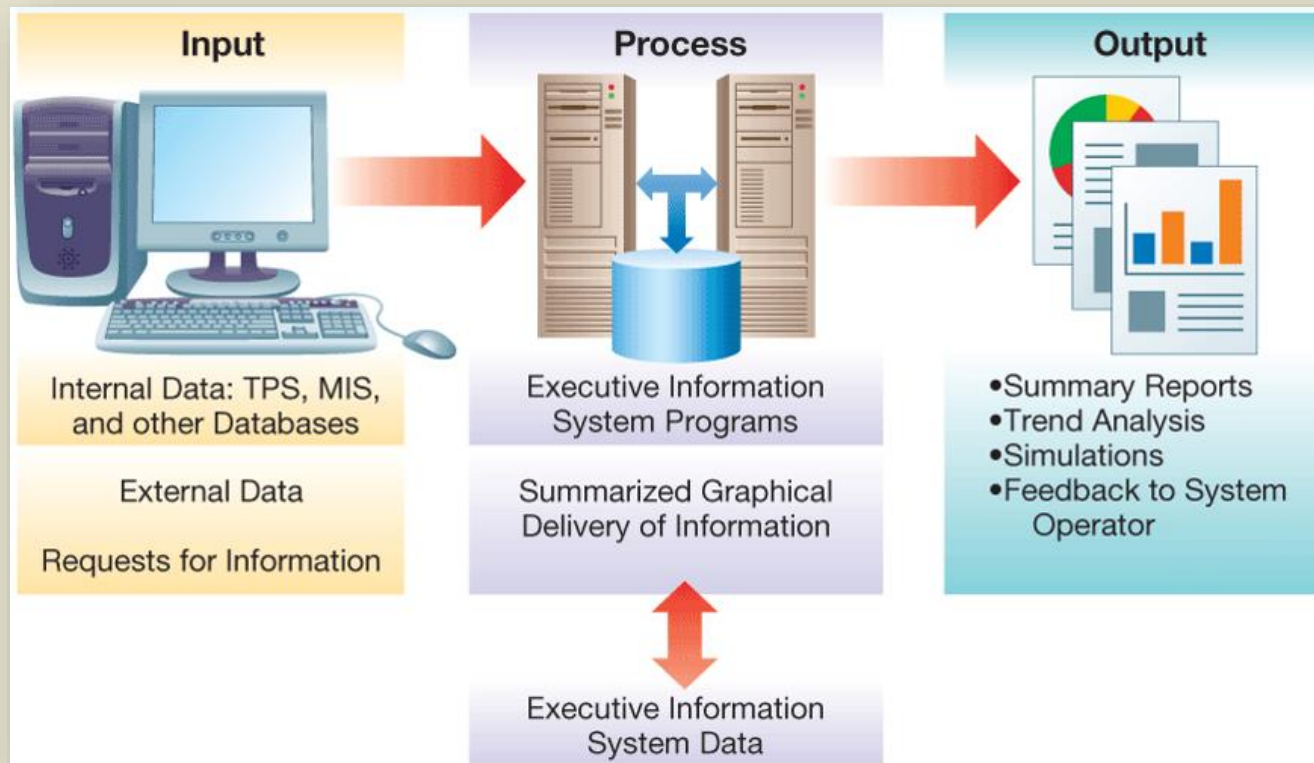 Input
Internal Data: TPS, MIS,
and other Databases
External Data
Requests for Information
Process
Executive Information
System Programs
Summarized Graphical
Delivery of Information
Executive Information
System Data
Output
•Summary Reports
•Trend Analysis
•Simulations
•Feedback to System
Operator